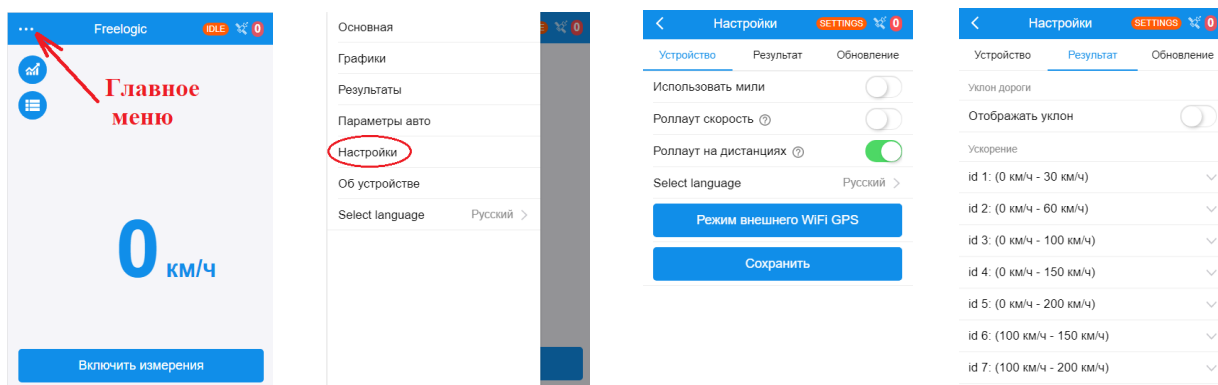 Freelogic
IDLE
0
Главное
меню
0 км/ч
Включить измерения
Основная
Графики
Результаты
Параметры авто
Настройки
Об устройстве
Select language Русский
0
Настройки
SETTINGS
0
Устройство Результат Обновление
Использовать мили
Роллаут скорость
Роллаут на дистанциях
Select language Русский
Режим внешнего WiFi GPS
Сохранить
Настройки
SETTINGS
0
Устройство Результат Обновление
Уклон дороги
Отображать уклон
Ускорение
id 1: (0 км/ч - 30 км/ч)
id 2: (0 км/ч - 60 км/ч)
id 3: (0 км/ч - 100 км/ч)
id 4: (0 км/ч - 150 км/ч)
id 5: (0 км/ч - 200 км/ч)
id 6: (100 км/ч - 150 км/ч)
id 7: (100 км/ч - 200 км/ч)